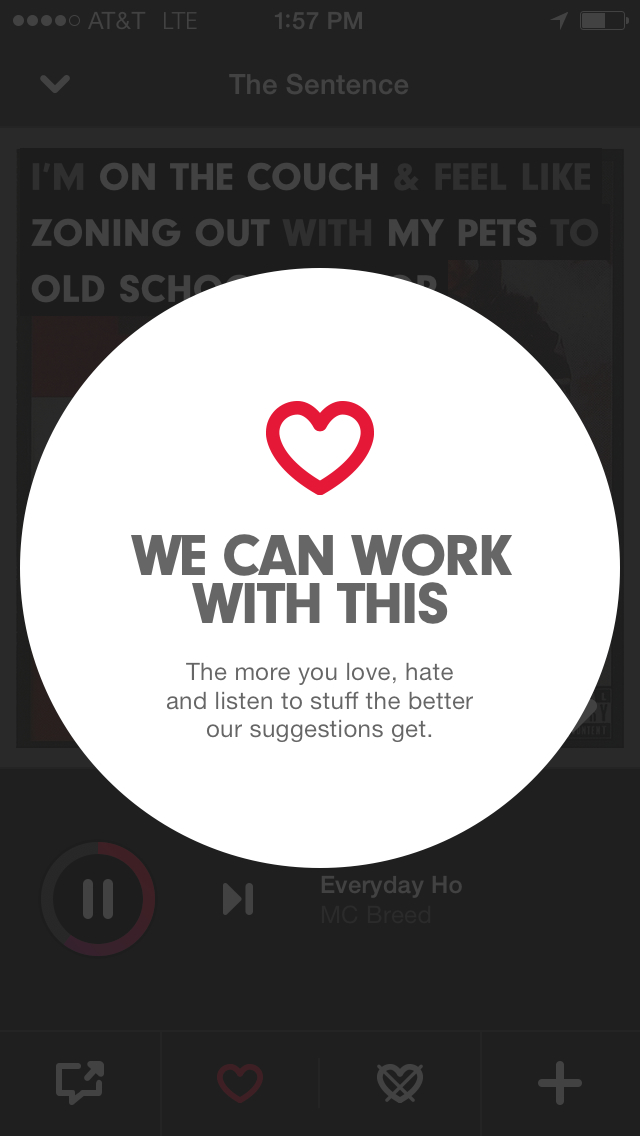 AT&T LTE 1:57 PM
The Sentence
I'M ON THE COUCH & FEEL LIKE
ZONING OUT WITH MY PETS TO
OLD
WE CAN WORK
WITH THIS
The more you love, hate
and listen to stuff the better
our suggestions get.
Everyday Ho
MC Breed